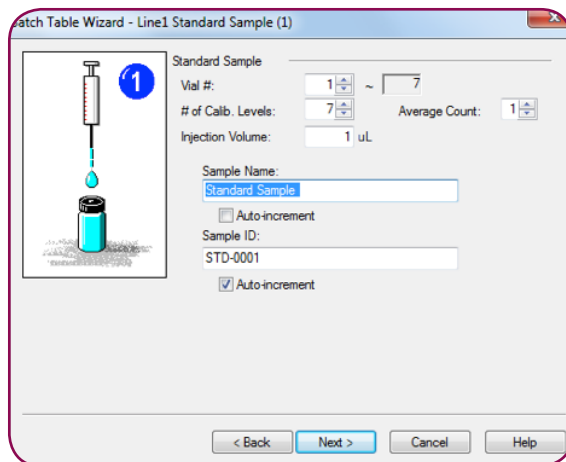 Batch Table Wizard - Line1 Standard Sample (1)
x
1
Standard Sample
Vial #: 1 ~ 7
# of Calib. Levels: 7 Average Count: 1
Injection Volume: 1 uL
Sample Name:
Standard Sample
Auto-increment
Sample ID:
STD-0001
Auto-increment
< Back Next > Cancel Help